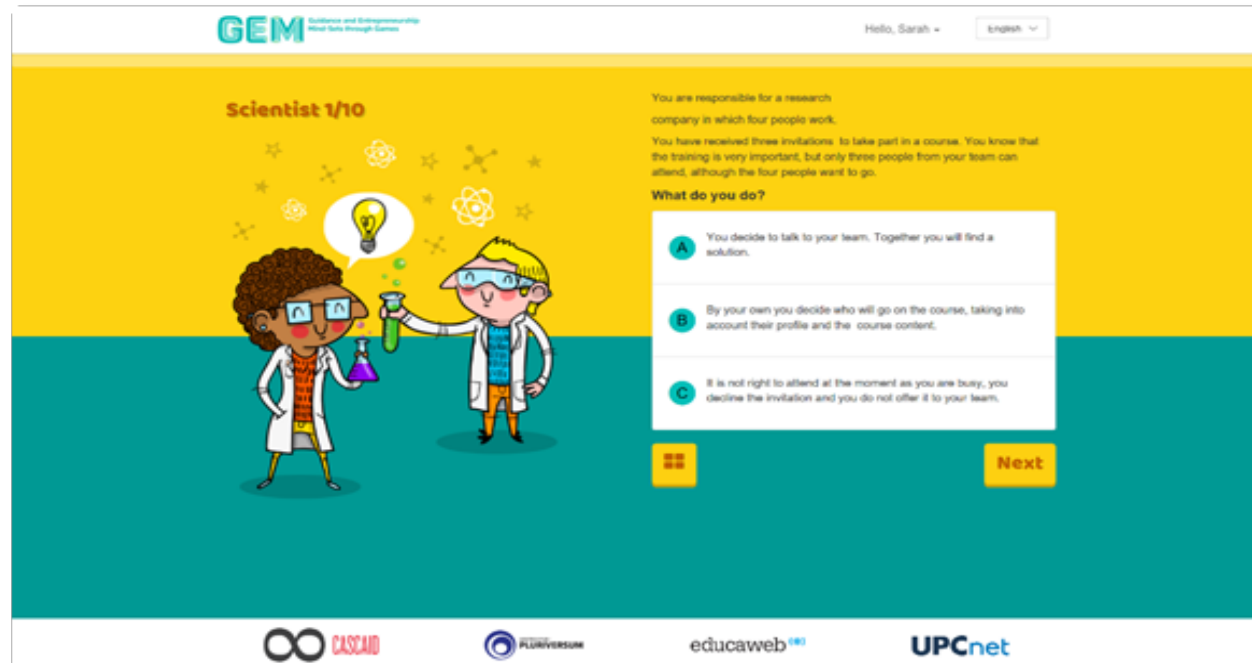 GEM
Guidance and Entrepreneurship
Mind-Sets through Games
Hello, Sarah
English
Scientist 1/10
You are responsible for a research
company in which four people work.
You have received three invitations to take part in a course. You know that
the training is very important, but only three people from your team can
attend, although the four people want to go.
What do you do?
A
You decide to talk to your team. Together you will find a
solution.
B
By your own you decide who will go on the course, taking into
account their profile and the course content.
C
It is not right to attend at the moment as you are busy, you
decline the invitation and you do not offer it to your team.
Next
CASCAID
PLURIVERSUM
educaweb
UPCnet